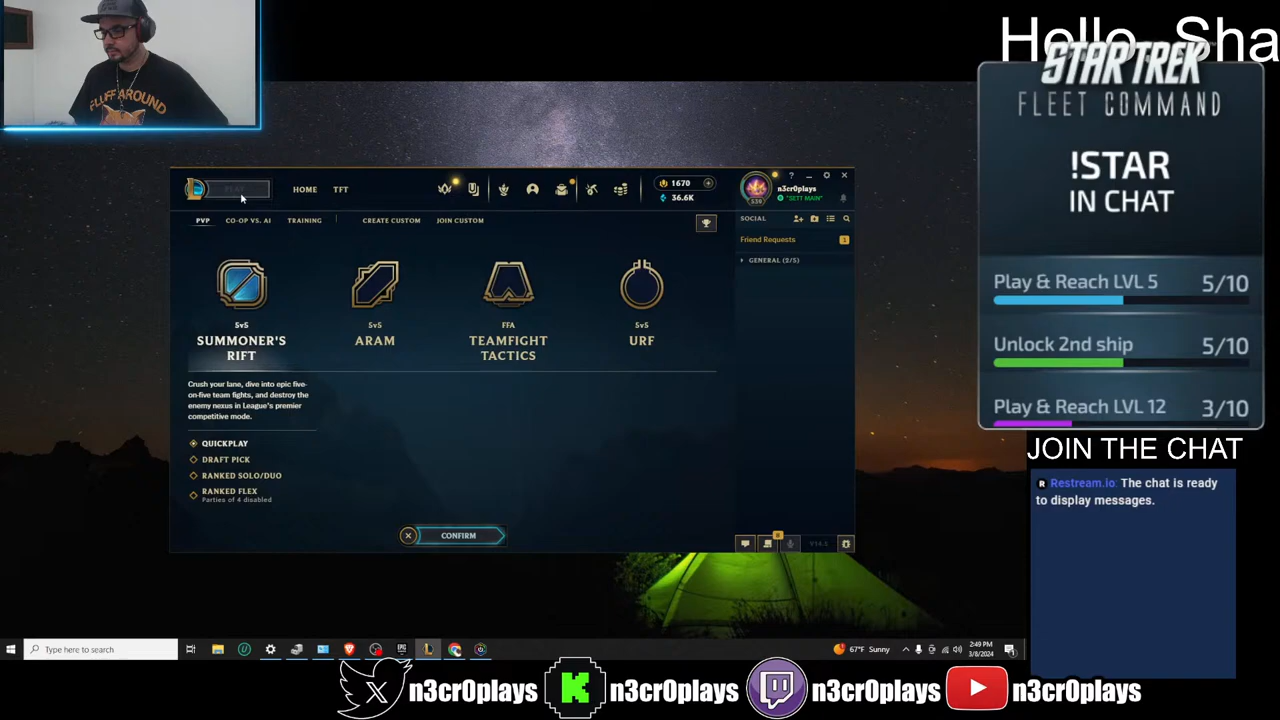 Hello, Sha
FLUFF AROUND
STAR TREK
FLEET COMMAND
!STAR
IN CHAT
Play & Reach LVL 5 5/10
Unlock 2nd ship 5/10
Play & Reach LVL 12 3/10
JOIN THE CHAT
Restream.io: The chat is ready
to display messages.
PLAY
HOME
TFT
1670
36.6K
? 
n3cr0plays
"SETT MAIN"
536
PVP
CO-OP VS. AI
TRAINING
CREATE CUSTOM
JOIN CUSTOM
SOCIAL
Friend Requests 1
GENERAL (2/5)
5v5
SUMMONER'S
RIFT
5v5
ARAM
FFA
TEAMFIGHT
TACTICS
5v5
URF
Crush your lane, dive into epic five-
on-five team fights, and destroy the
enemy nexus in League's premier
competitive mode.
QUICKPLAY
DRAFT PICK
RANKED SOLO/DUO
RANKED FLEX
Parties of 4 disabled
CONFIRM
Type here to search
67°F Sunny
2:49 PM
3/8/2024
n3cr0plays
n3cr0plays
n3cr0plays
n3cr0plays